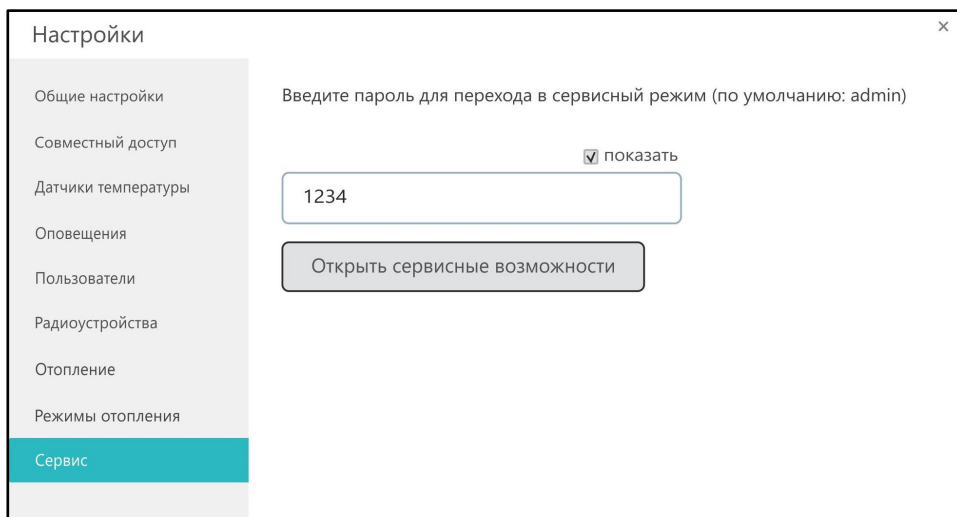 Настройки
×
Общие настройки
Совместный доступ
Датчики температуры
Оповещения
Пользователи
Радиоустройства
Отопление
Режимы отопления
Сервис
Введите пароль для перехода в сервисный режим (по умолчанию: admin)
показать
1234
Открыть сервисные возможности